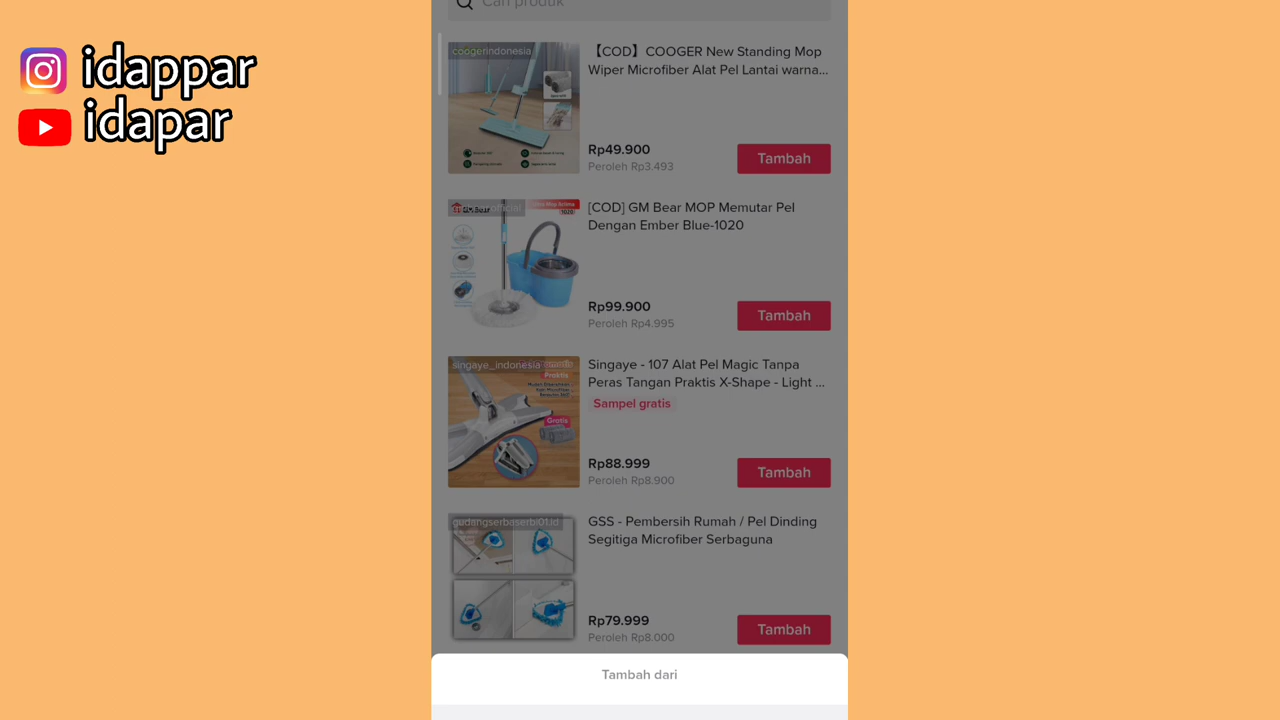 idappar
idapar
Cari produk
coogerindonesia
【COD】COOGER New Standing Mop
Wiper Microfiber Alat Pel Lantai warna...
Rp49.900
Peroleh Rp3.493
Tambah
[COD] GM Bear MOP Memutar Pel
Dengan Ember Blue-1020
Rp99.900
Peroleh Rp4.995
Tambah
singaye_indonesia
Praktis
Gratis
Singaye - 107 Alat Pel Magic Tanpa
Peras Tangan Praktis X-Shape - Light ...
Sampel gratis
Rp88.999
Peroleh Rp8.900
Tambah
gudangserbaserbi01.id
GSS - Pembersih Rumah / Pel Dinding
Segitiga Microfiber Serbaguna
Rp79.999
Peroleh Rp8.000
Tambah
Tambah dari